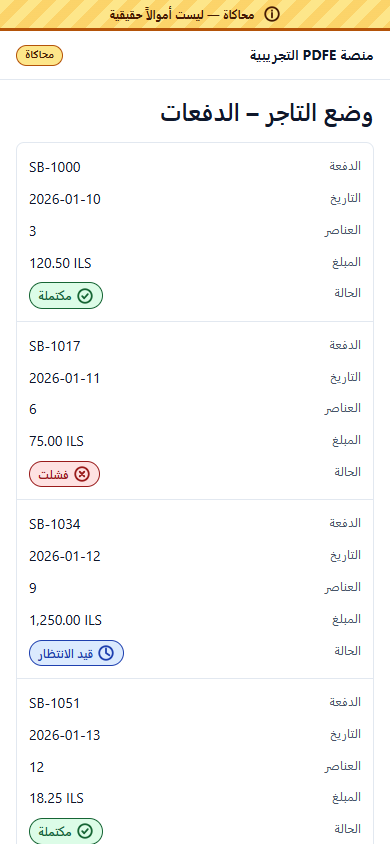 محاكاة — ليست أموالاً حقيقية
منصة PDFE التجريبية
محاكاة
وضع التاجر – الدفعات
الدفعة SB-1000
التاريخ 2026-01-10
العناصر 3
المبلغ 120.50 ILS
الحالة مكتملة
الدفعة SB-1017
التاريخ 2026-01-11
العناصر 6
المبلغ 75.00 ILS
الحالة فشلت
الدفعة SB-1034
التاريخ 2026-01-12
العناصر 9
المبلغ 1,250.00 ILS
الحالة قيد الانتظار
الدفعة SB-1051
التاريخ 2026-01-13
العناصر 12
المبلغ 18.25 ILS
الحالة مكتملة